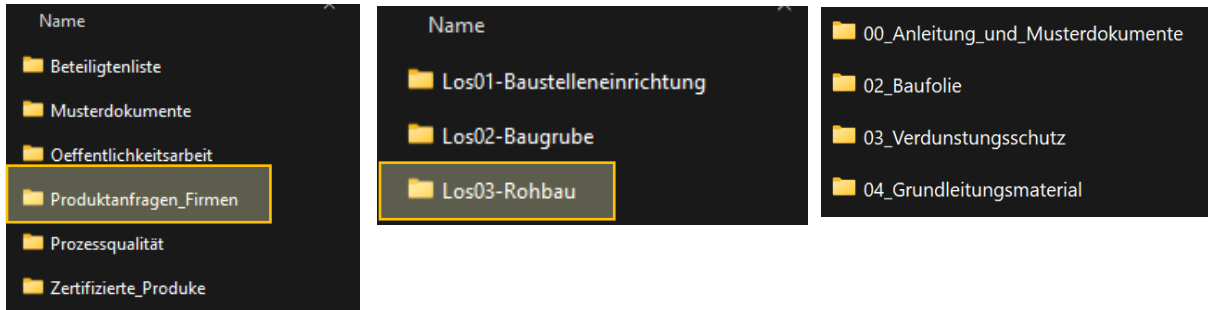 Name
Beteiligtenliste
Musterdokumente
Oeffentlichkeitsarbeit
Produktanfragen_Firmen
Prozessqualität
Zertifizierte_Produke
Name
Los01-Baustelleneinrichtung
Los02-Baugrube
Los03-Rohbau
00_Anleitung_und_Musterdokumente
02_Baufolie
03_Verdunstungsschutz
04_Grundleitungsmaterial